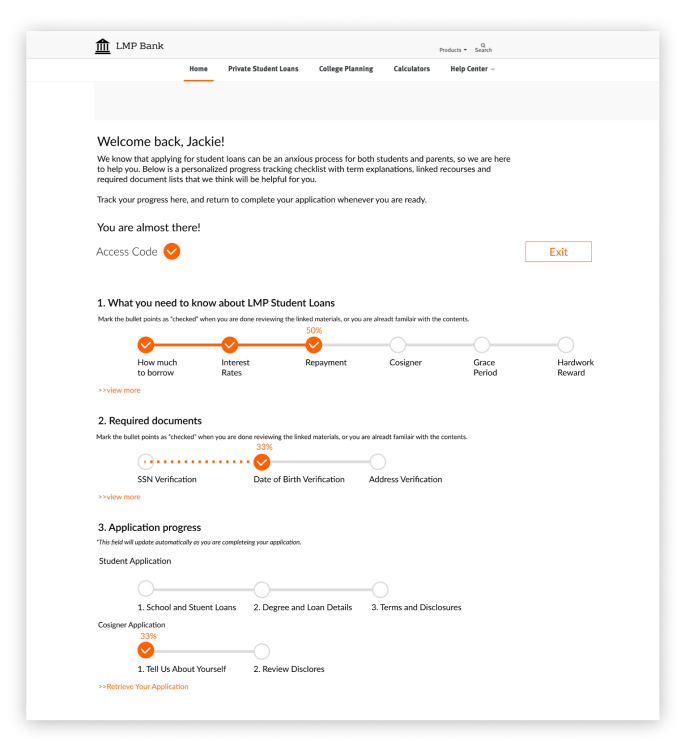 LMP Bank
Products
Search
Home Private Student Loans College Planning Calculators Help Center
Welcome back, Jackie!
We know that applying for student loans can be an anxious process for both students and parents, so we are here
to help you. Below is a personalized progress tracking checklist with term explanations, linked recourses and
required document lists that we think will be helpful for you.
Track your progress here, and return to complete your application whenever you are ready.
You are almost there!
Access Code
Exit
1. What you need to know about LMP Student Loans
Mark the bullet points as "checked" when you are done reviewing the linked materials, or you are alreadt familair with the contents.
50%
How much
to borrow
Interest
Rates
Repayment
Cosigner
Grace
Period
Hardwork
Reward
>>view more
2. Required documents
Mark the bullet points as "checked" when you are done reviewing the linked materials, or you are alreadt familair with the contents.
33%
SSN Verification
Date of Birth Verification
Address Verification
>>view more
3. Application progress
*This field will update automatically as you are completeing your application.
Student Application
1. School and Stuent Loans
2. Degree and Loan Details
3. Terms and Disclosures
Cosigner Application
33%
1. Tell Us About Yourself
2. Review Disclores
>>Retrieve Your Application